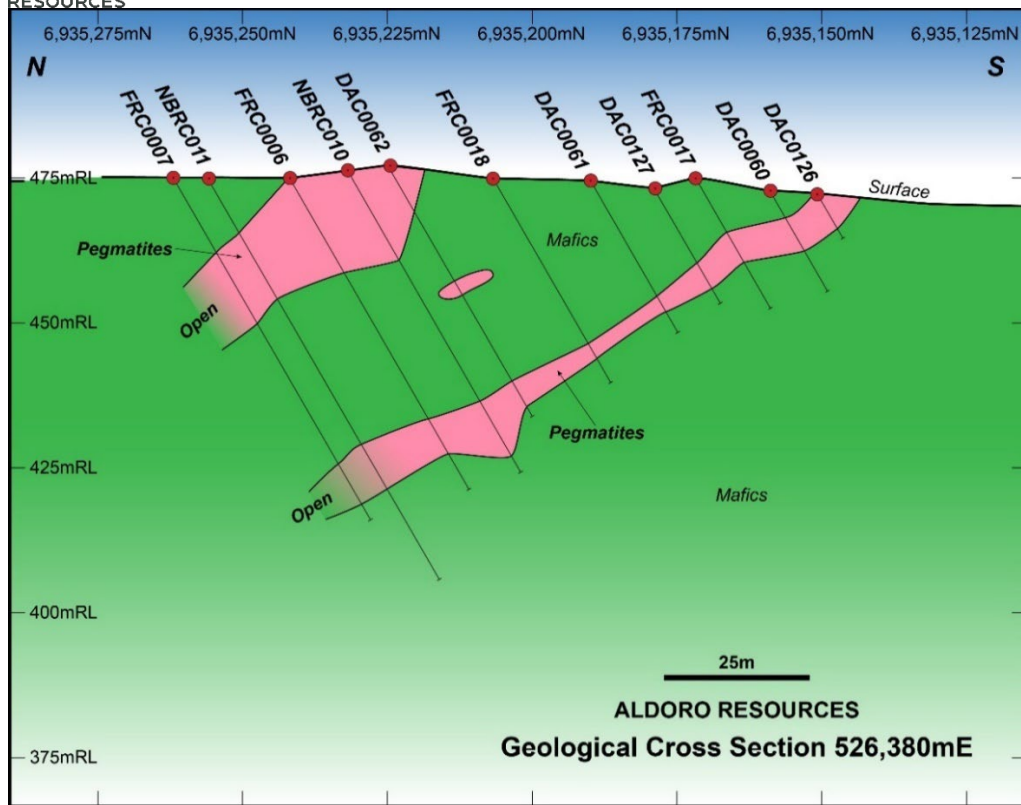 RESOURCES
6,935,275mN 6,935,250mN 6,935,225mN 6,935,200mN 6,935,175mN 6,935,150mN 6,935,125mN
N
S
FRC0007
NBRC011
FRC0006
NBRC010
DAC0062
FRC0018
DAC0061
DAC0127
FRC0017
DAC0060
DAC0126
475mRL
Surface
Pegmatites
Mafics
Open
450mRL
Pegmatites
425mRL
Open
Mafics
400mRL
25m
ALDORO RESOURCES
Geological Cross Section 526,380mE
375mRL